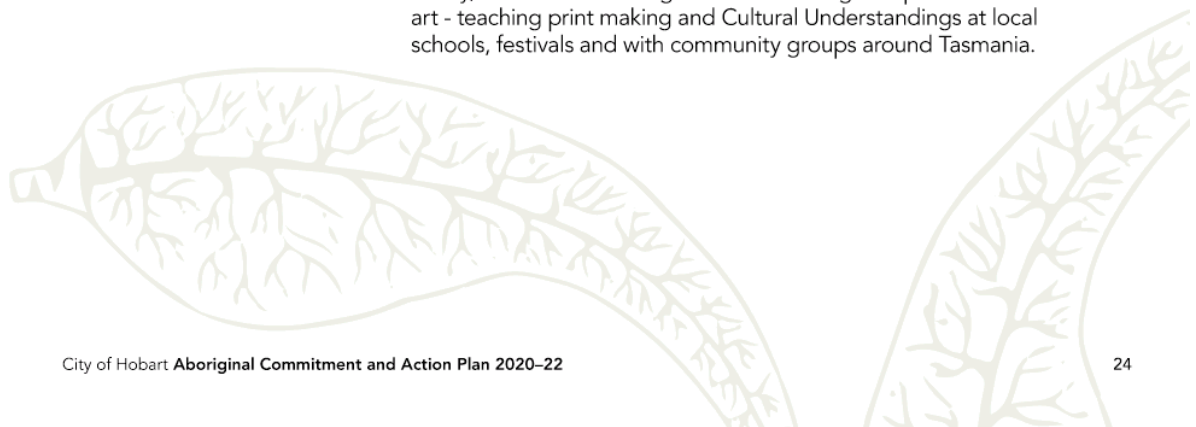 art - teaching print making and Cultural Understandings at local
schools, festivals and with community groups around Tasmania.
City of Hobart Aboriginal Commitment and Action Plan 2020–22
24